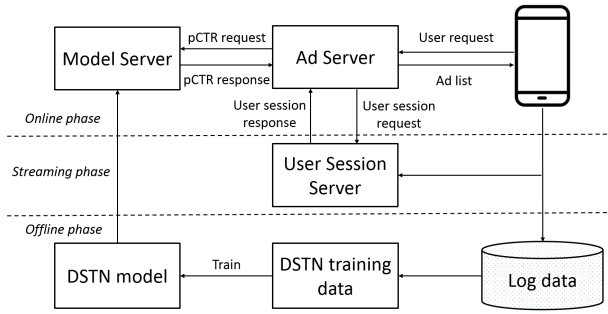 pCTR request
User request
Model Server
Ad Server
pCTR response
Ad list
User session
response
User session
request
Online phase
User Session
Server
Streaming phase
Offline phase
DSTN model
Train
DSTN training
data
Log data